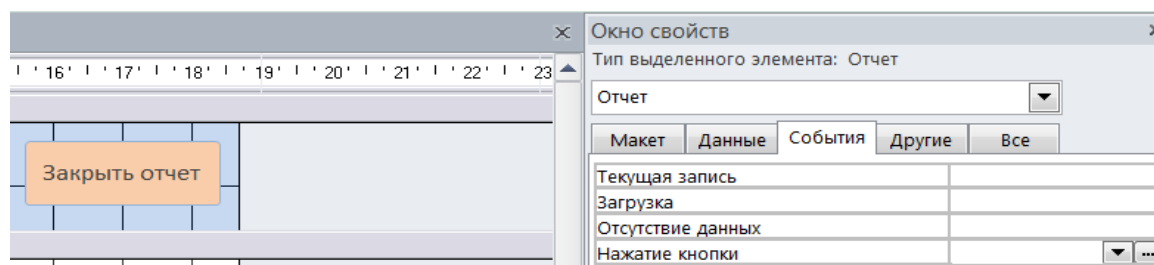 Окно свойств
Тип выделенного элемента: Отчет
16 17 18 19 20 21 22 23
Отчет
Макет Данные События Другие Все
Закрыть отчет
Текущая запись
Загрузка
Отсутствие данных
Нажатие кнопки